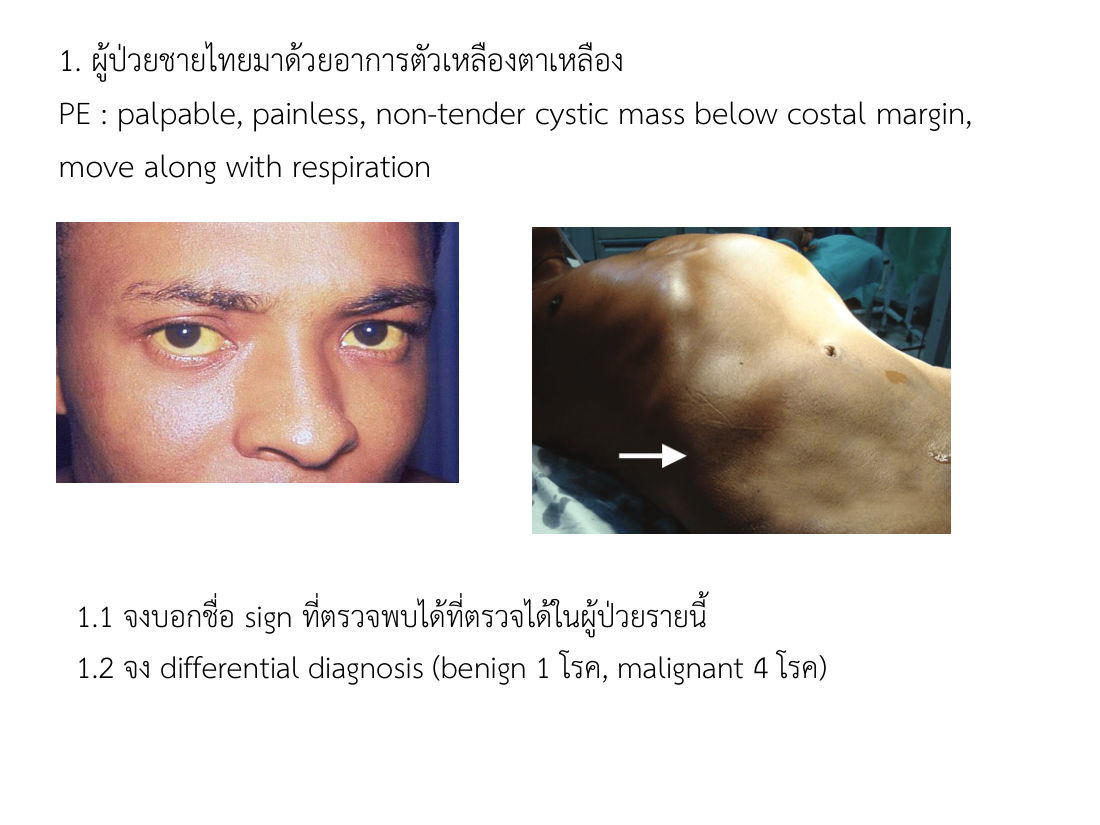 1. ผู้ป่วยชายไทยมาด้วยอาการตัวเหลืองตาเหลือง
PE : palpable, painless, non-tender cystic mass below costal margin,
move along with respiration
1.1 จงบอกชื่อ sign ที่ตรวจพบได้ที่ตรวจได้ในผู้ป่วยรายนี้
1.2 จง differential diagnosis (benign 1 โรค, malignant 4 โรค)